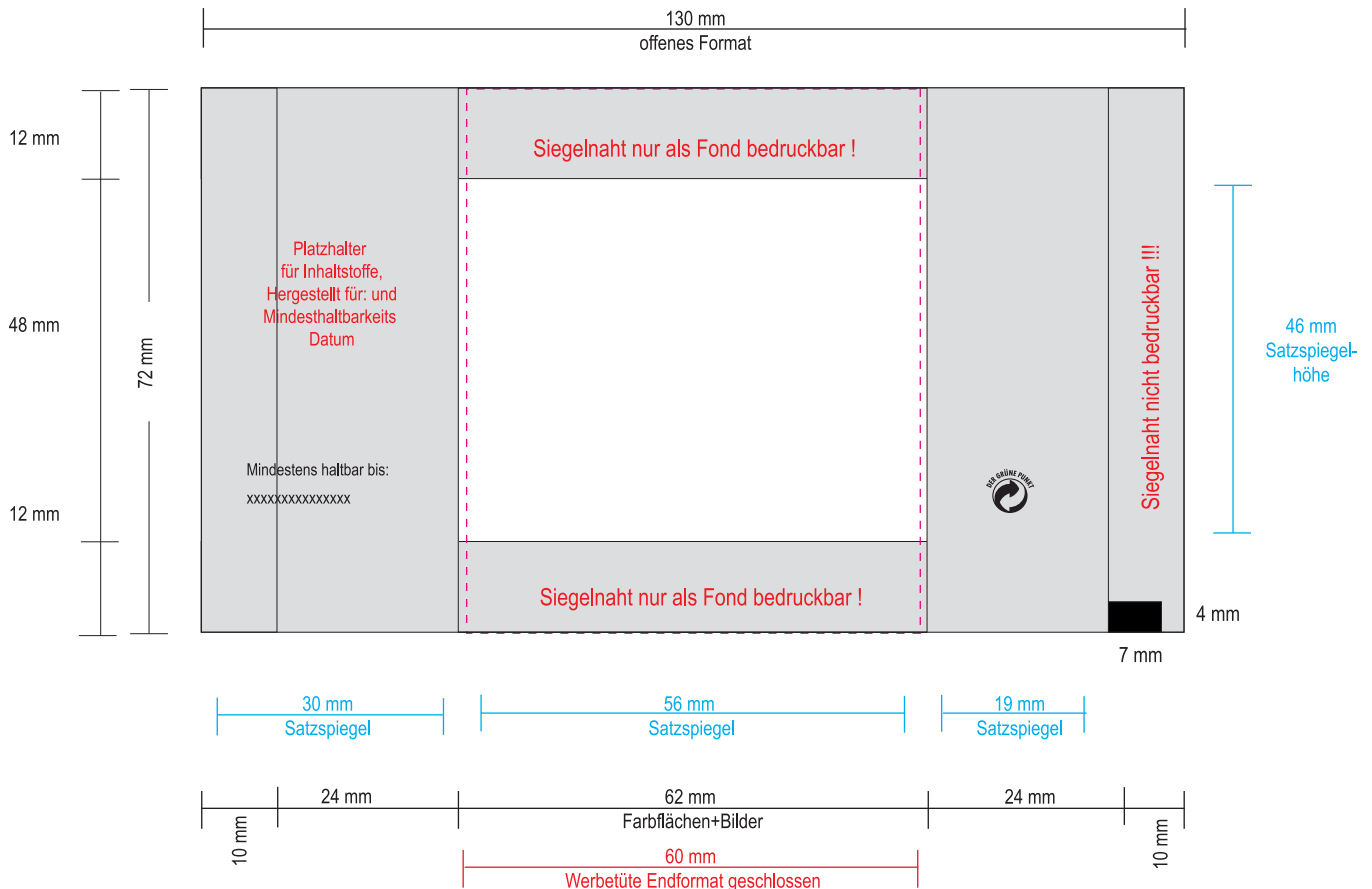 130 mm
offenes Format
12 mm
48 mm
12 mm
72 mm
Siegelnaht nur als Fond bedruckbar !
Platzhalter
für Inhaltstoffe,
Hergestellt für: und
Mindesthaltbarkeits
Datum
Mindestens haltbar bis:
xxxxxxxxxxxxxxx
DER GRÜNE PUNKT
Siegelnaht nicht bedruckbar !!!
46 mm
Satzspiegel-
höhe
Siegelnaht nur als Fond bedruckbar !
4 mm
7 mm
30 mm
Satzspiegel
56 mm
Satzspiegel
19 mm
Satzspiegel
10 mm
24 mm
62 mm
Farbflächen+Bilder
24 mm
10 mm
60 mm
Werbetüte Endformat geschlossen